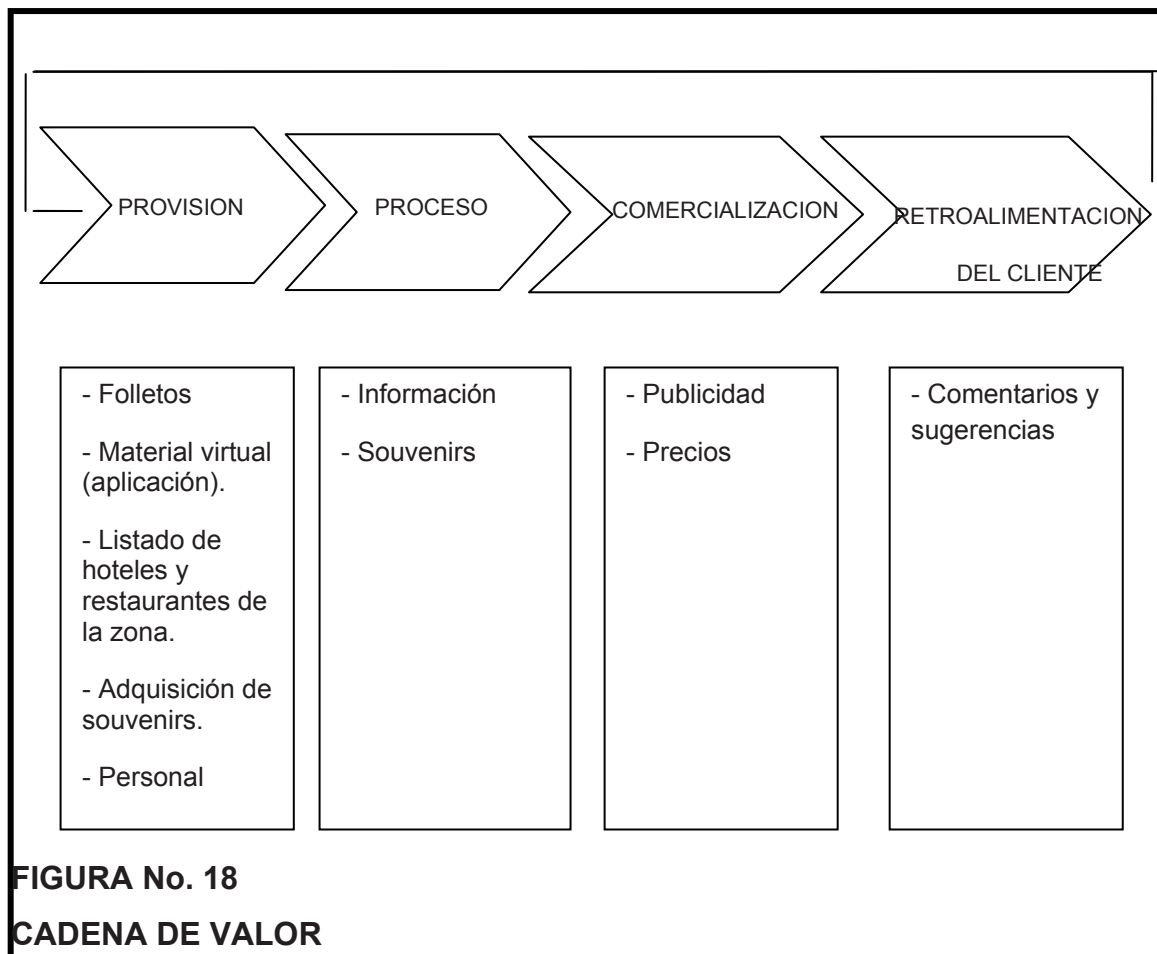 PROVISION
PROCESO
COMERCIALIZACION
RETROALIMENTACION
DEL CLIENTE
- Folletos
- Material virtual
(aplicación).
- Listado de
hoteles y
restaurantes de
la zona.
- Adquisición de
souvenirs.
- Personal
- Información
- Souvenirs
- Publicidad
- Precios
- Comentarios y
sugerencias
FIGURA No. 18
CADENA DE VALOR